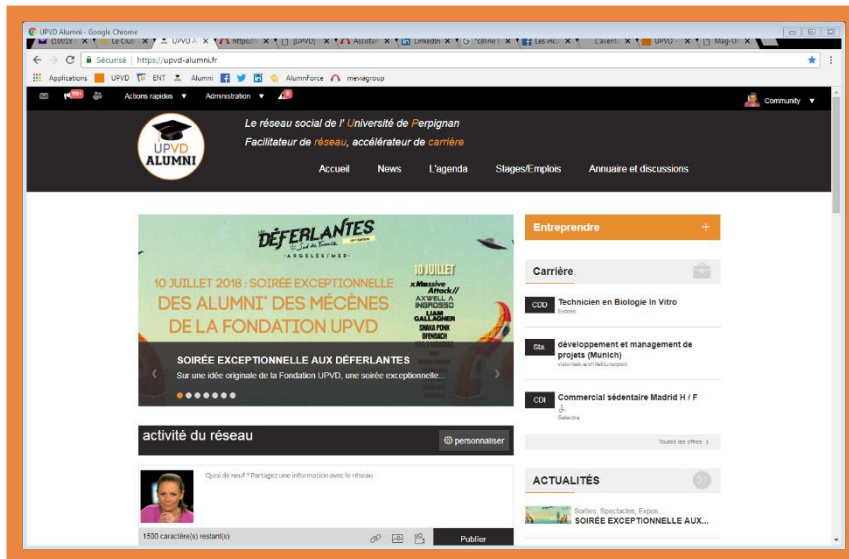 UPVD Alumni - Google Chrome
Sécurisé | https://upvd-alumni.fr
Applications UPVD ENT Alumni AlumnForce meviagroup
99+ Actions rapides Administration Community
Le réseau social de l' Université de Perpignan
Facilitateur de réseau, accélérateur de carrière
UPVD
ALUMNI
Accueil News L'agenda Stages/Emplois Annuaire et discussions
DÉFERLANTES
ARGELÈS/MER
10 JUILLET 2018 : SOIRÉE EXCEPTIONNELLE
DES ALUMNI* DES MÉCÈNES
DE LA FONDATION UPVD
10 JUILLET
Massive
Attack//
AXWELL Λ
INGROSSO
LIAM
GALLAGHER
SHAKA PONK
OFENBACH
SOIRÉE EXCEPTIONNELLE AUX DÉFERLANTES
Sur une idée originale de la Fondation UPVD, une soirée exceptionnelle...
Entreprendre +
Carrière
CDD Technicien en Biologie In Vitro
Evotec
Sta. développement et management de
projets (Munich)
CDI Commercial sédentaire Madrid H / F
Selectra
Toutes les offres
activité du réseau
personnaliser
Quoi de neuf ? Partagez une information avec le réseau
1500 caractère(s) restant(s)
Publier
ACTUALITÉS
Sorties, Spectacles, Expos...
SOIRÉE EXCEPTIONNELLE AUX...